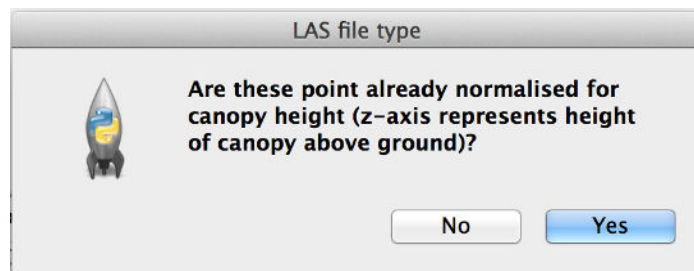 LAS file type
Are these point already normalised for
canopy height (z-axis represents height
of canopy above ground)?
No Yes